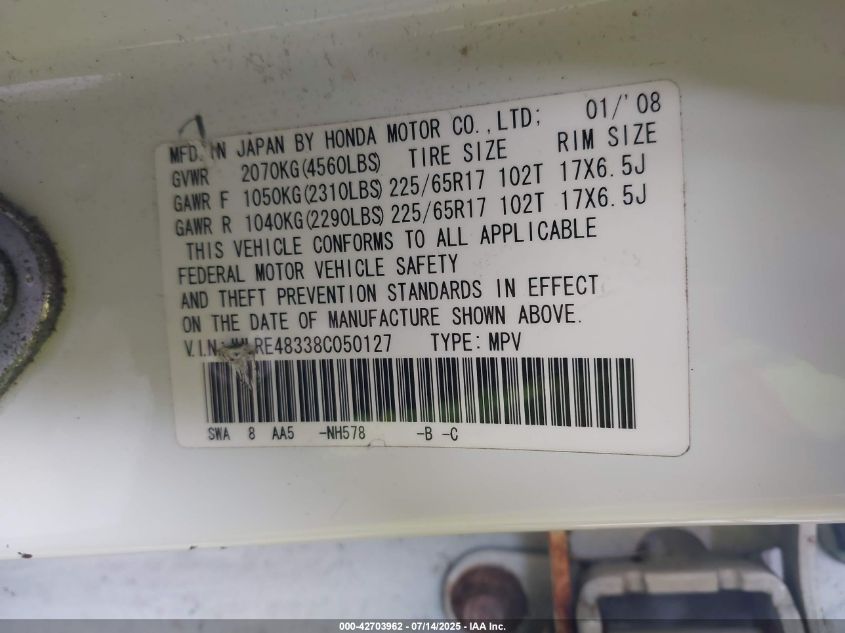 MFD. IN JAPAN BY HONDA MOTOR CO.,LTD; 01/'08
GVWR 2070KG(4560LBS) TIRE SIZE RIM SIZE
GAWR F 1050KG(2310LBS) 225/65R17 102T 17X6.5J
GAWR R 1040KG(2290LBS) 225/65R17 102T 17X6.5J
THIS VEHICLE CONFORMS TO ALL APPLICABLE
FEDERAL MOTOR VEHICLE SAFETY
AND THEFT PREVENTION STANDARDS IN EFFECT
ON THE DATE OF MANUFACTURE SHOWN ABOVE.
V.I.N: TYPE: MPV
SWA 8 AA5 -NH578 -B -C
000-42703962 - 07/14/2025 - IAA Inc.